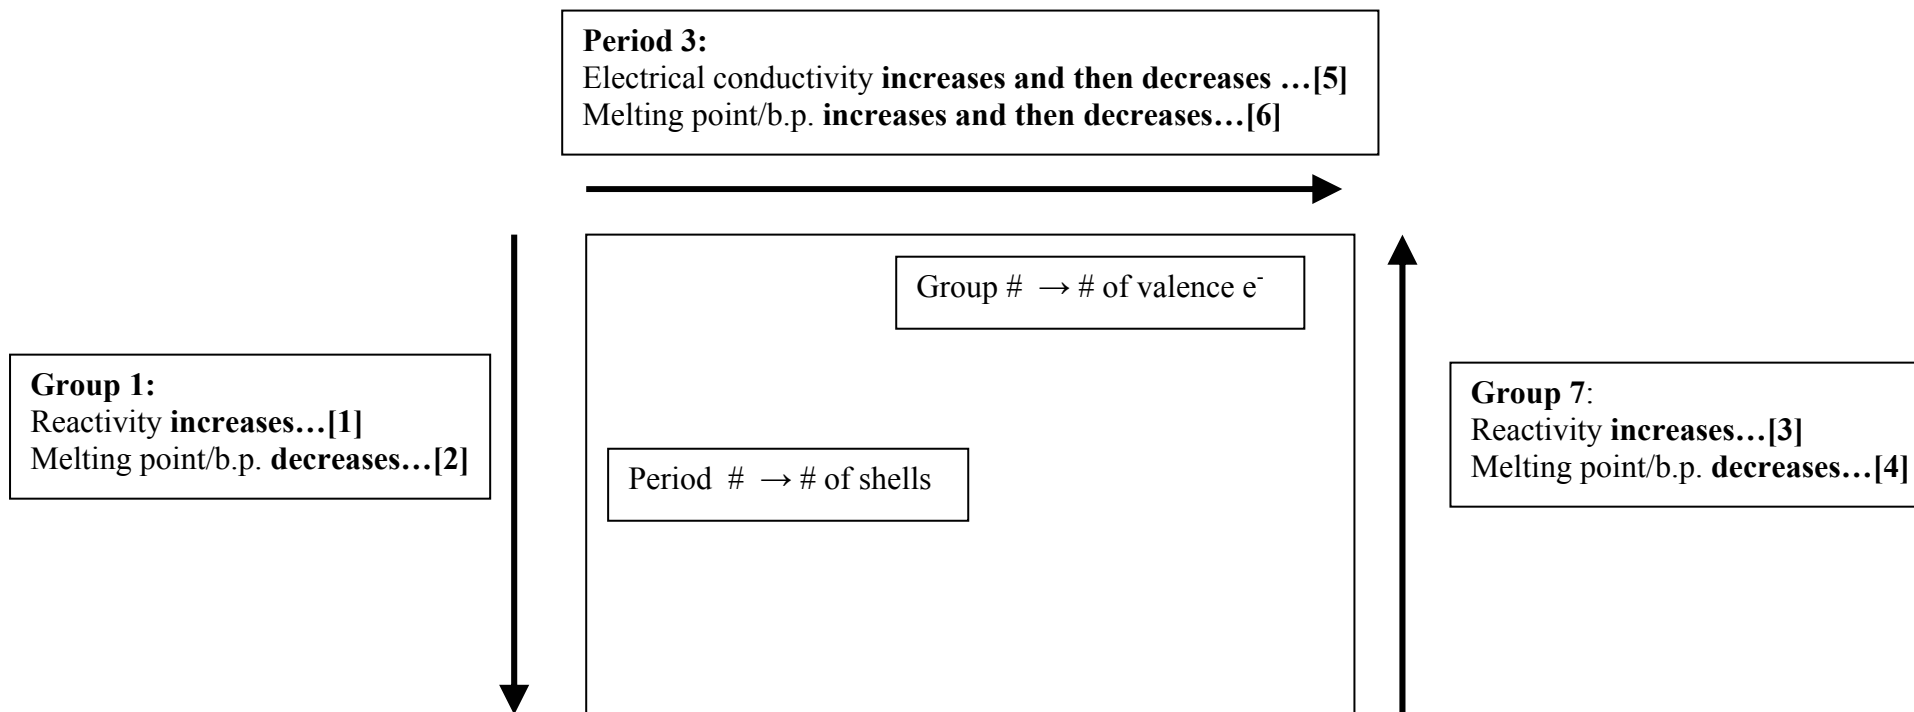 Period 3:
Electrical conductivity increases and then decreases …[5]
Melting point/b.p. increases and then decreases…[6]
Group # → # of valence e⁻
Group 1:
Reactivity increases…[1]
Melting point/b.p. decreases…[2]
Group 7:
Reactivity increases…[3]
Melting point/b.p. decreases…[4]
Period # → # of shells